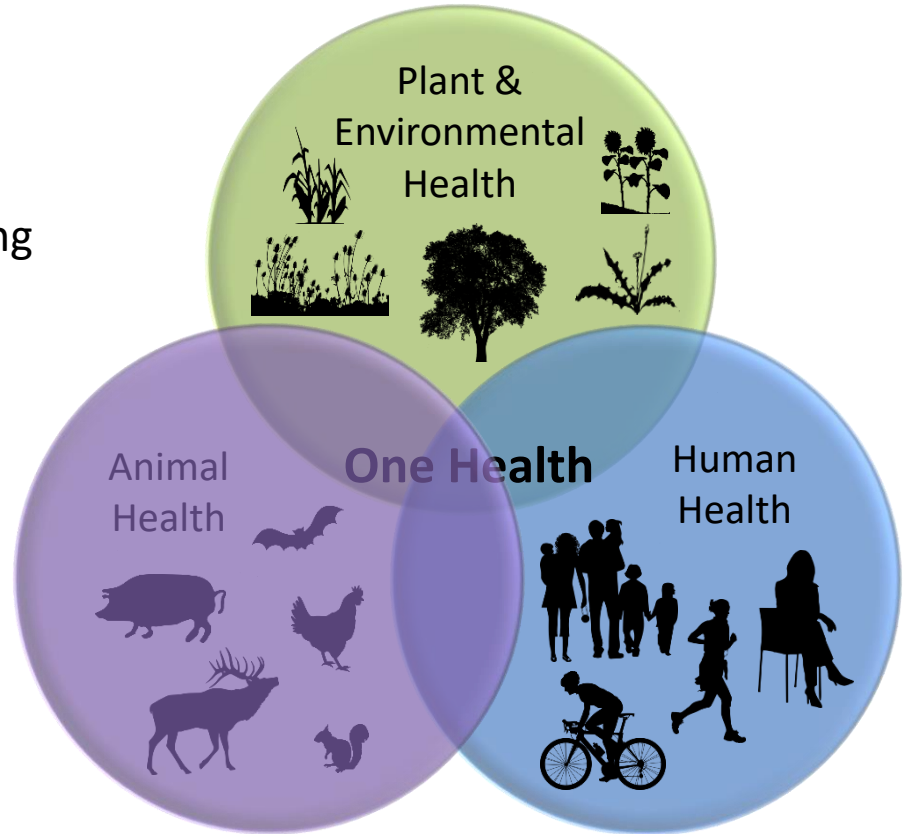 Plant &
Environmental
Health
ng
Animal
Health
One Health
Human
Health